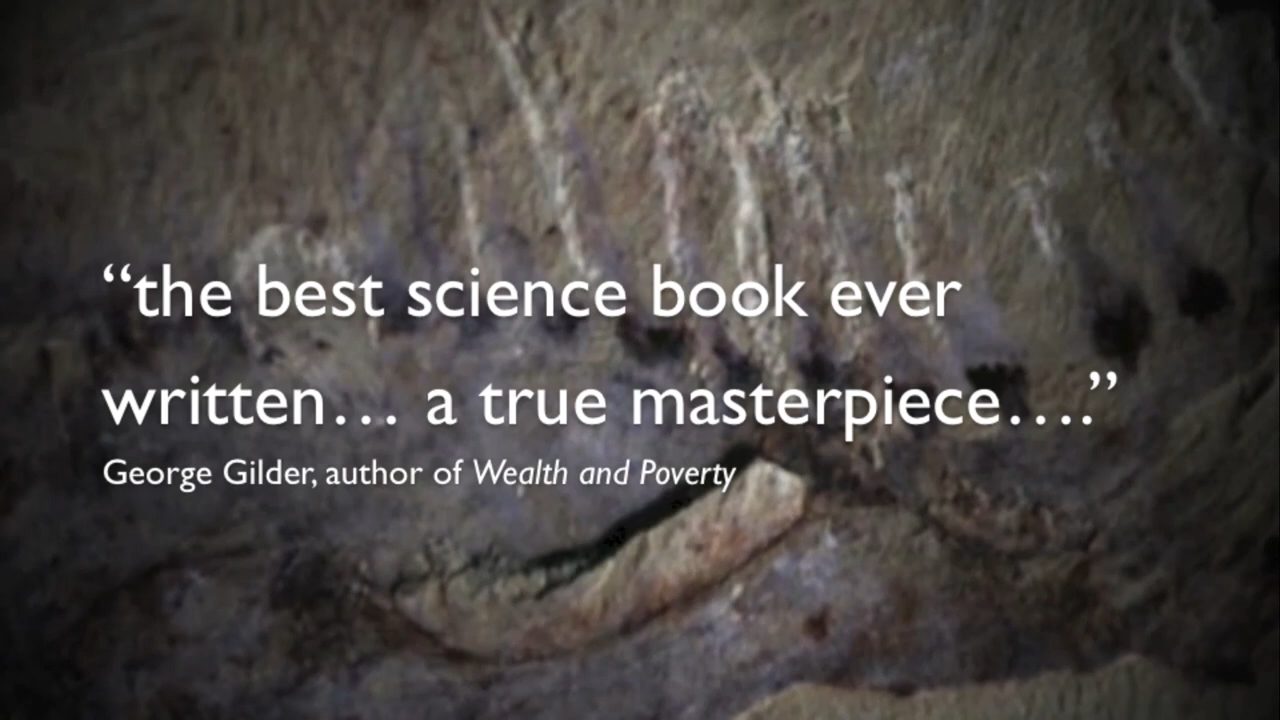 “the best science book ever
written… a true masterpiece….”
George Gilder, author of Wealth and Poverty